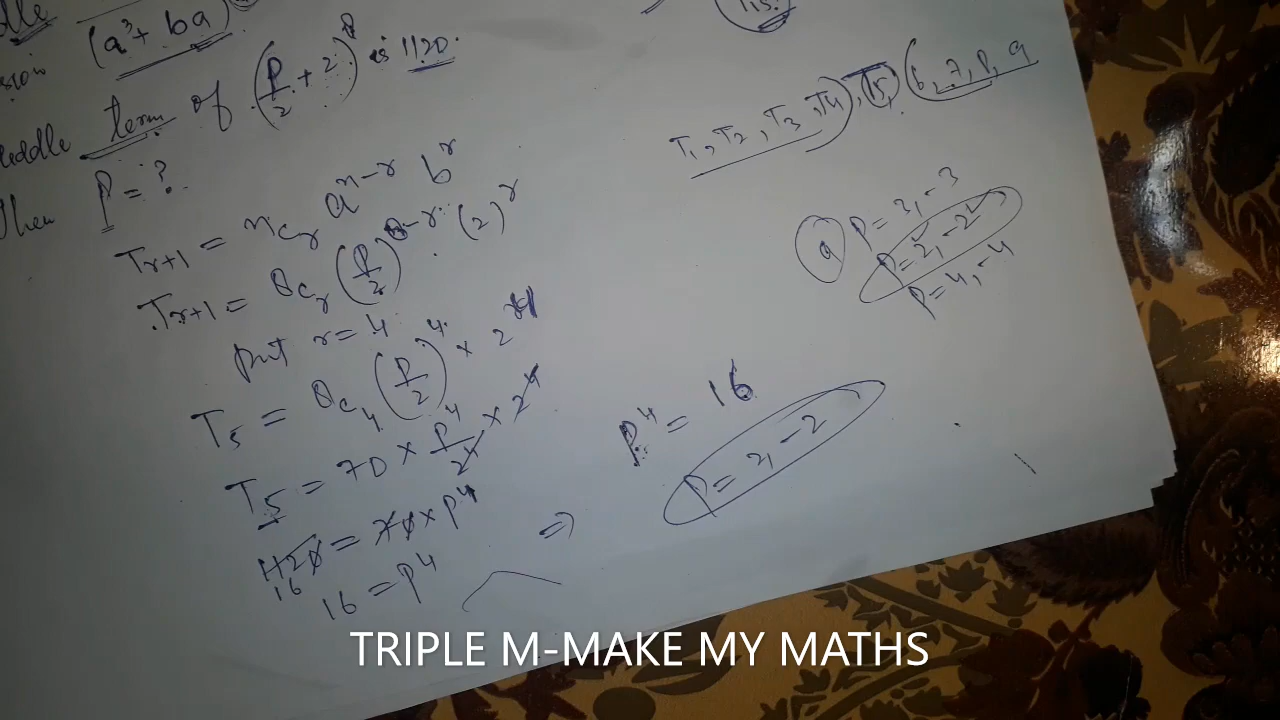 (a³ + ba)
term of (P/2 + 2)⁸ is 1120.
Then P = ?
Tr+1 = nCr aⁿ⁻ʳ bʳ
Tr+1 = 8Cr (P/2)⁸⁻ʳ . (2)ʳ
Put r = 4
T5 = 8C4 (P/2)⁴ × 2⁴
T5 = 70 × P⁴/2⁴ × 2⁴
1120 = 70 × P⁴
16
16 = P⁴
⇒
P⁴ = 16
P = 2, -2
T1, T2, T3, T4, T5, (6, 7, 8, 9
(a) P = 3, -3
P = 2, -2
P = 4, -4
TRIPLE M-MAKE MY MATHS